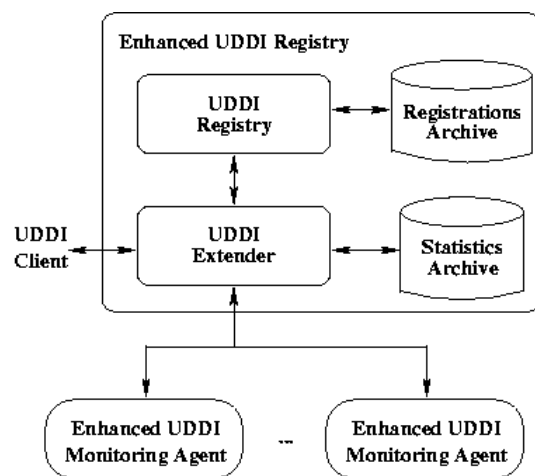 Enhanced UDDI Registry
UDDI
Registry
Registrations
Archive
UDDI
Client
UDDI
Extender
Statistics
Archive
Enhanced UDDI
Monitoring Agent
...
Enhanced UDDI
Monitoring Agent